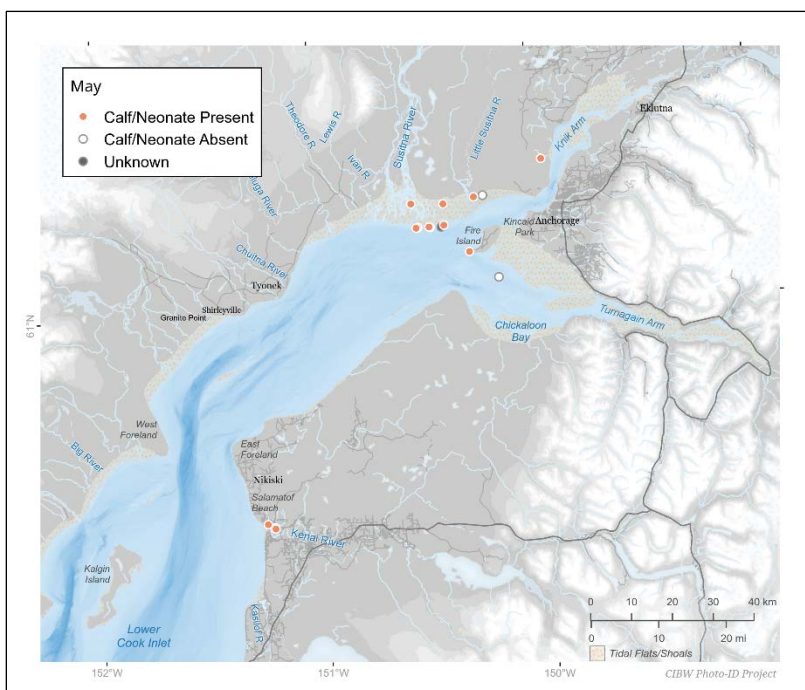 May
Calf/Neonate Present
Calf/Neonate Absent
Unknown
Theodore R
Lewis R
Ivan R
Susitna River
Little Susitna R
Knik Arm
Eklutna
uga River
Chuitna River
Tyonek
Shirleyville
Granite Point
Fire
Island
Kincaid
Park
Anchorage
Turnagain Arm
Chickaloon
Bay
61°N
West
Foreland
Big River
East
Foreland
Nikiski
Salamatof
Beach
Kenai River
Kalgin
Island
Kasilof R
Lower
Cook Inlet
0 10 20 30 40 km
0 10 20 mi
Tidal Flats/Shoals
CIBW Photo-ID Project
152°W
151°W
150°W